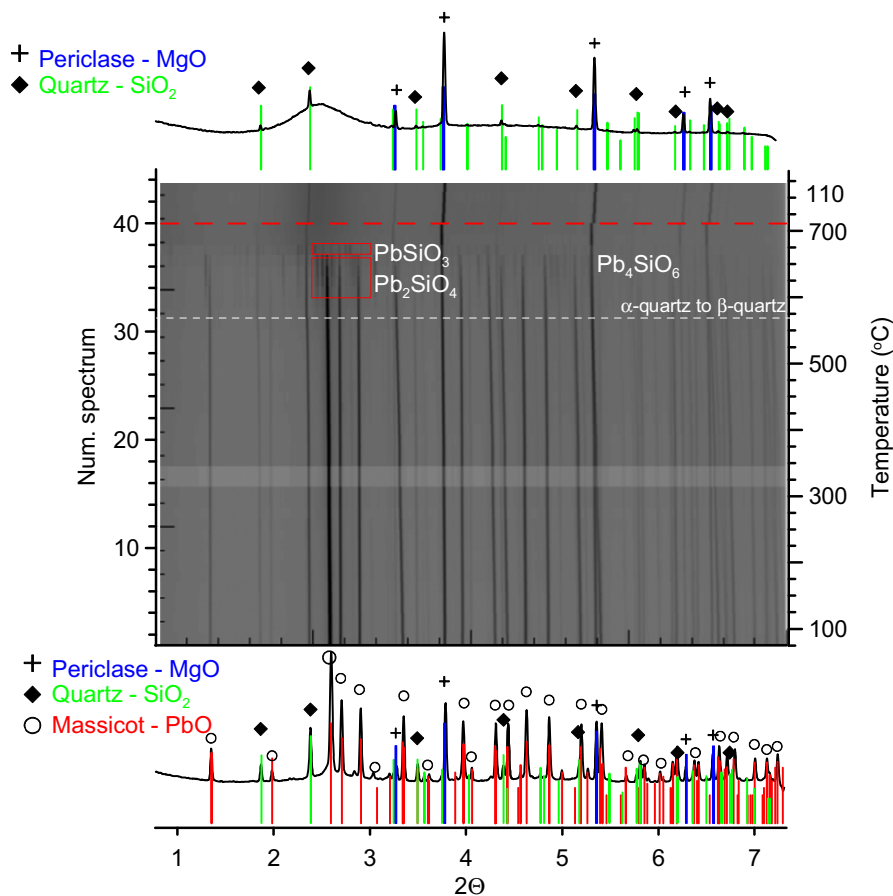 + Periclase - MgO
◆ Quartz - SiO₂
PbSiO₃
Pb₂SiO₄
Pb₄SiO₆
α-quartz to β-quartz
Num. spectrum
40
30
20
10
Temperature (°C)
110
700
500
300
100
+ Periclase - MgO
◆ Quartz - SiO₂
○ Massicot - PbO
1 2 3 4 5 6 7
2Θ